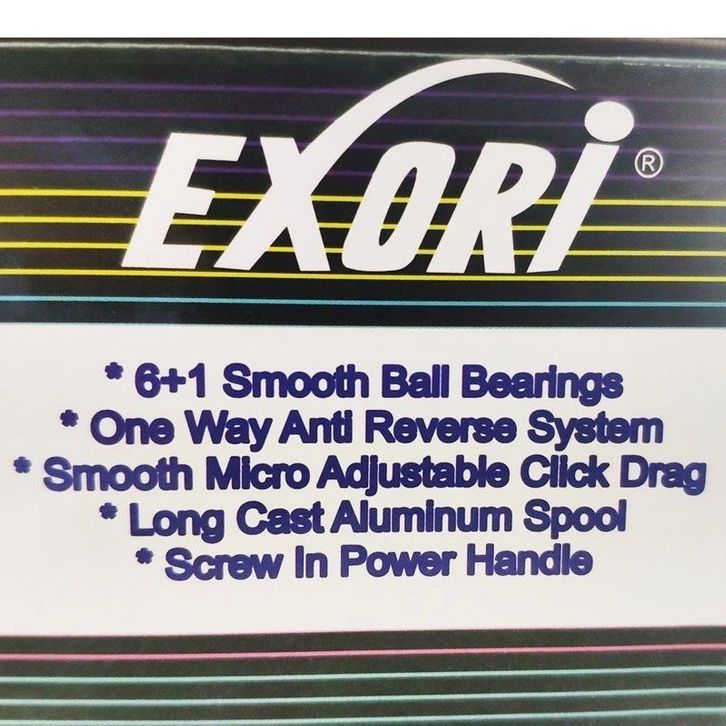 EXORi®
* 6+1 Smooth Ball Bearings
* One Way Anti Reverse System
* Smooth Micro Adjustable Click Drag
* Long Cast Aluminum Spool
* Screw In Power Handle